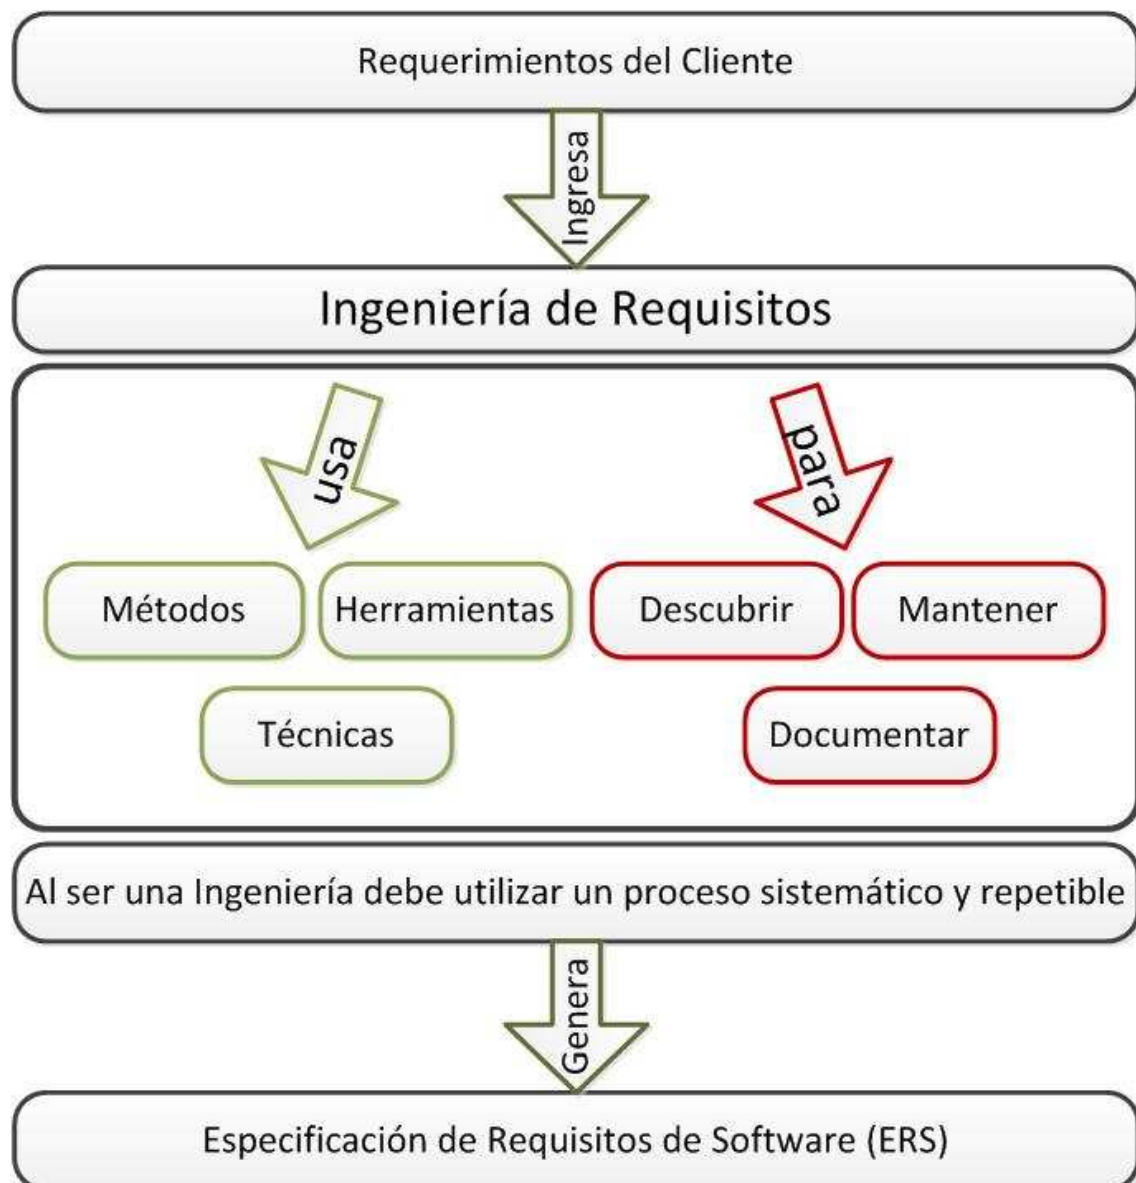 Requerimientos del Cliente
Ingresa
Ingeniería de Requisitos
usa
para
Métodos
Herramientas
Descubrir
Mantener
Técnicas
Documentar
Al ser una Ingeniería debe utilizar un proceso sistemático y repetible
Genera
Especificación de Requisitos de Software (ERS)